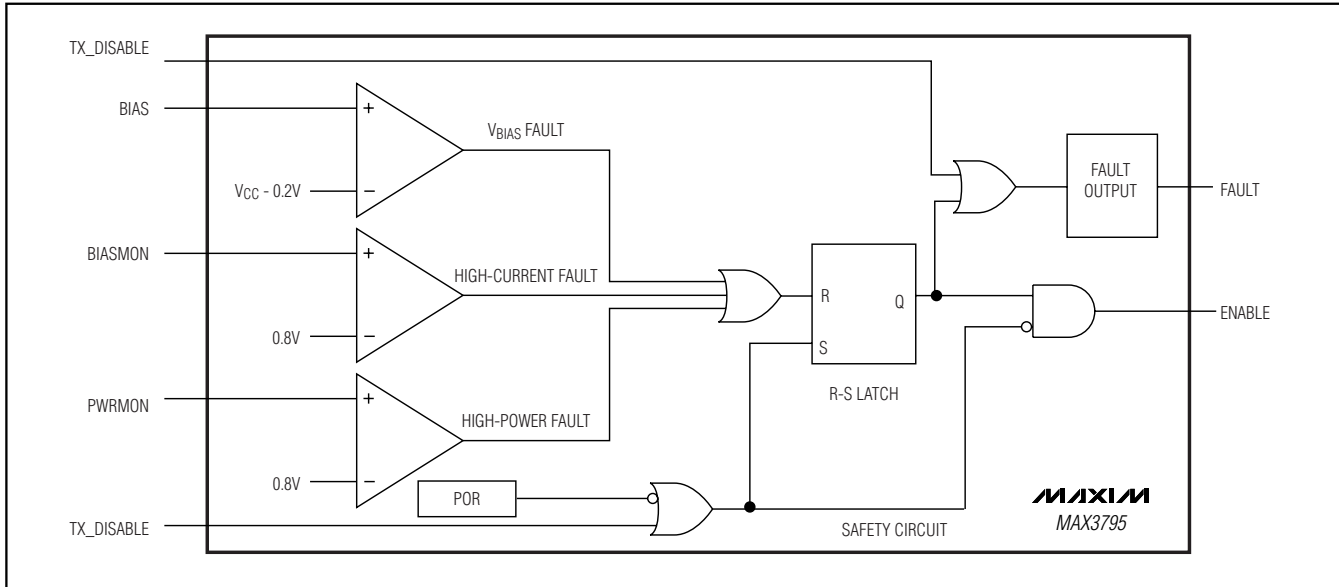 TX_DISABLE
BIAS
+
VBIAS FAULT
VCC - 0.2V
−
FAULT OUTPUT
FAULT
BIASMON
+
HIGH-CURRENT FAULT
0.8V
−
R
Q
S
R-S LATCH
ENABLE
PWRMON
+
HIGH-POWER FAULT
0.8V
−
POR
TX_DISABLE
SAFETY CIRCUIT
MAXIM
MAX3795